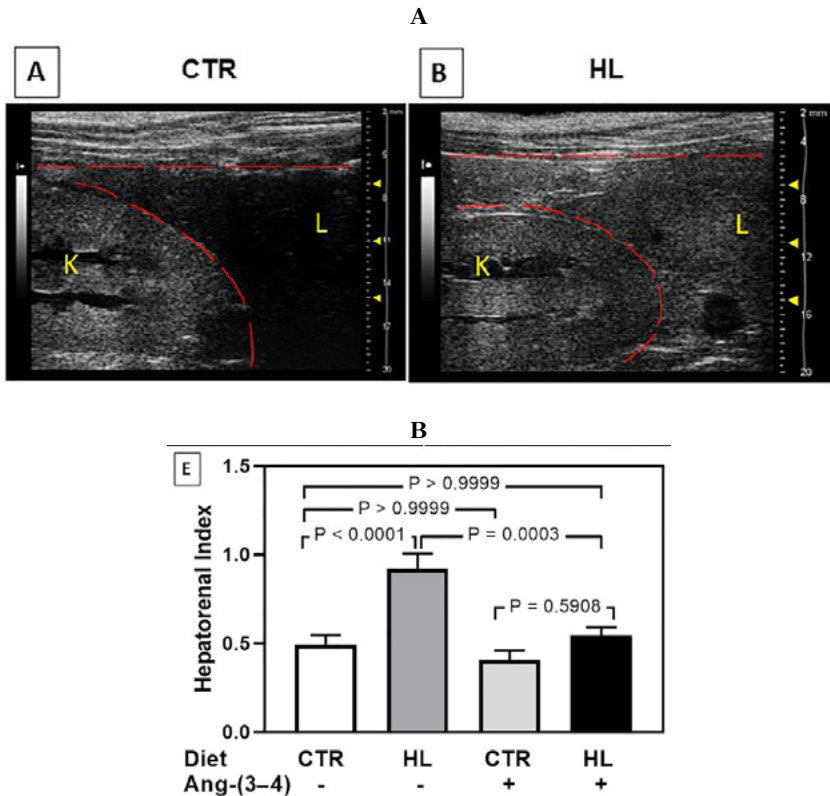 A
A CTR
B HL
2 mm
5
8
11
14
17
20
L
K
2 mm
4
8
12
16
20
L
K
B
E
1.5
1.0
0.5
0.0
Hepatorenal Index
P > 0.9999
P > 0.9999
P < 0.0001
P = 0.0003
P = 0.5908
Diet CTR HL CTR HL
Ang-(3–4) - - + +